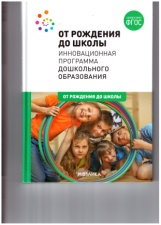 ФГОС
ОТ РОЖДЕНИЯ
ДО ШКОЛЫ
ИННОВАЦИОННАЯ
ПРОГРАММА
ДОШКОЛЬНОГО
ОБРАЗОВАНИЯ
МОЗАИКА
ОТ РОЖДЕНИЯ ДО ШКОЛЫ